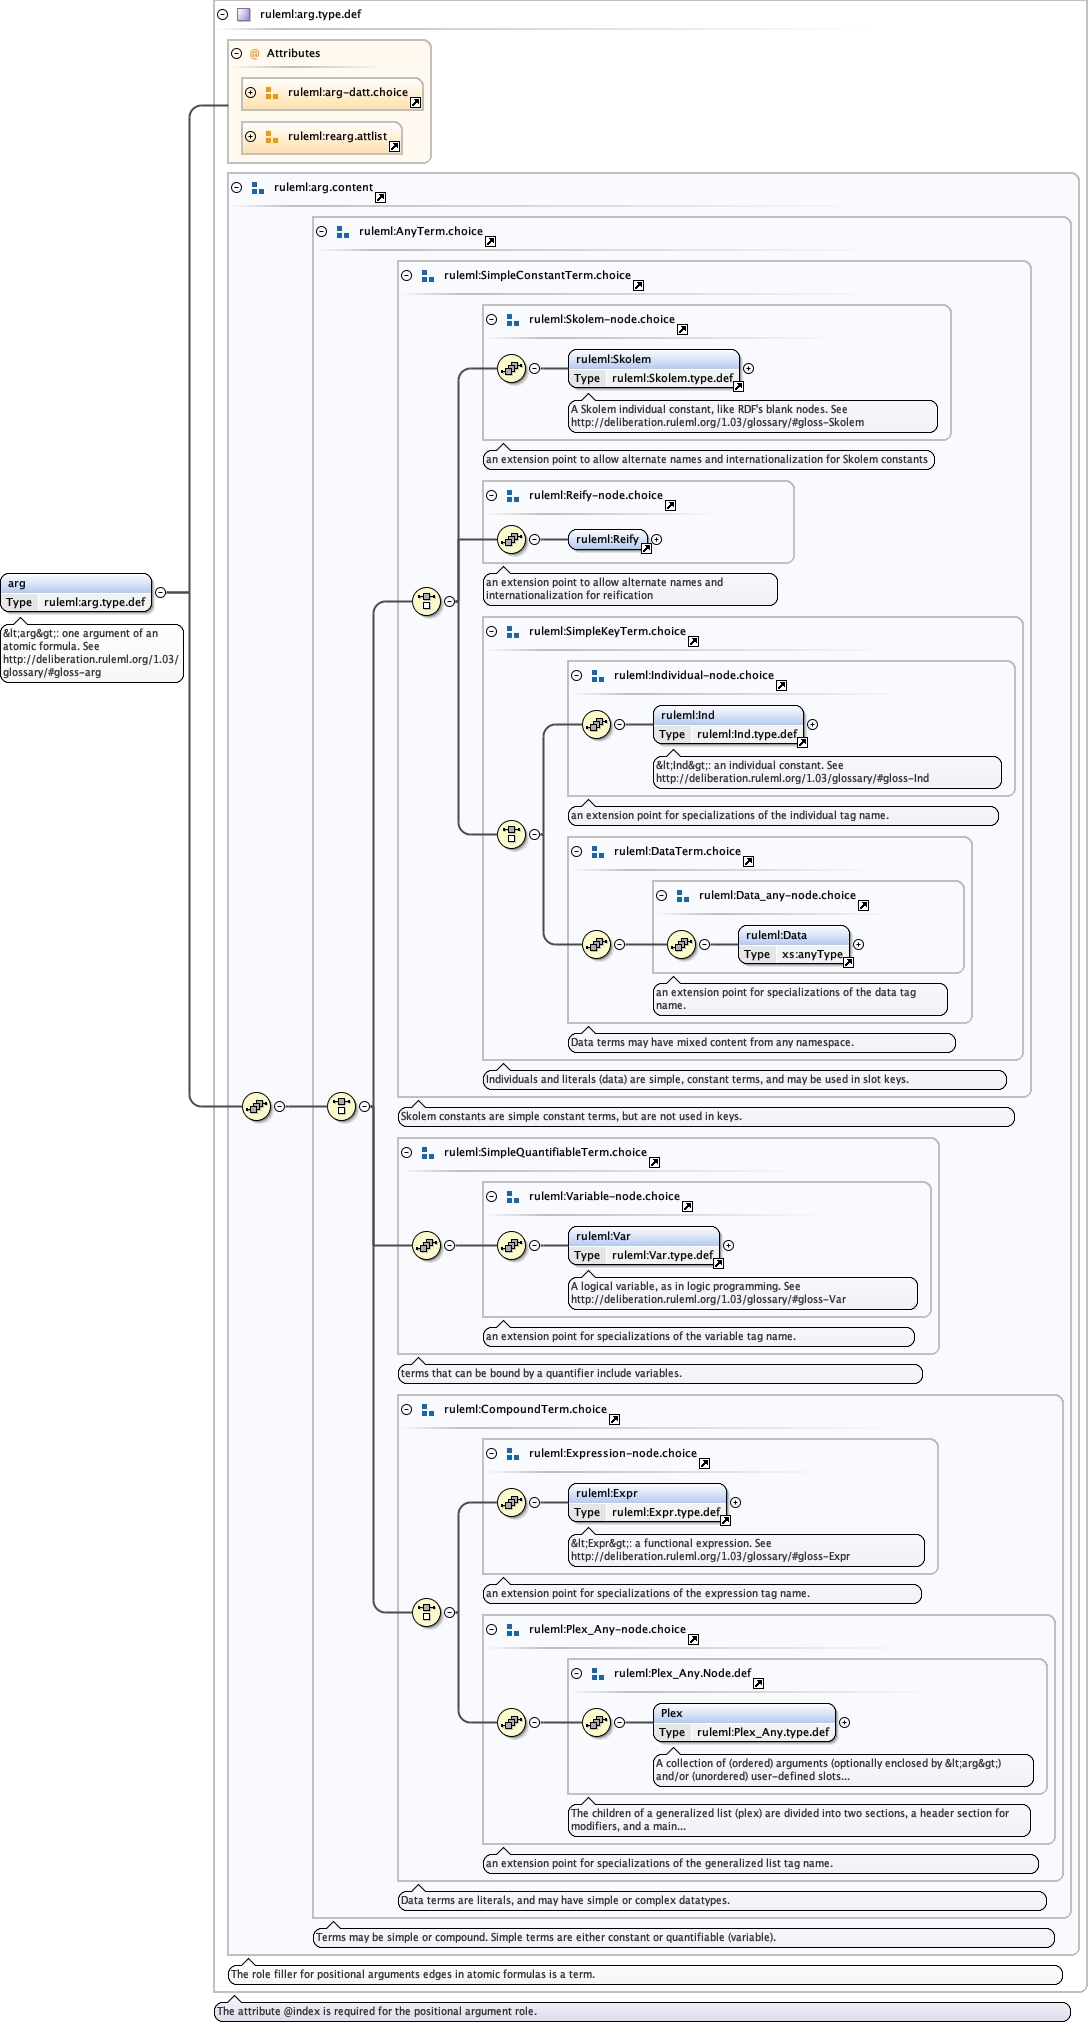 ruleml:arg.type.def
@ Attributes
ruleml:arg-datt.choice
ruleml:rearg.attlist
ruleml:arg.content
ruleml:AnyTerm.choice
ruleml:SimpleConstantTerm.choice
ruleml:Skolem-node.choice
ruleml:Skolem
Type ruleml:Skolem.type.def
A Skolem individual constant, like RDF's blank nodes. See
http://deliberation.ruleml.org/1.03/glossary/#gloss-Skolem
an extension point to allow alternate names and internationalization for Skolem constants
ruleml:Reify-node.choice
ruleml:Reify
an extension point to allow alternate names and
internationalization for reification
arg
Type ruleml:arg.type.def
&lt;arg&gt;: one argument of an
atomic formula. See
http://deliberation.ruleml.org/1.03/
glossary/#gloss-arg
ruleml:SimpleKeyTerm.choice
ruleml:Individual-node.choice
ruleml:Ind
Type ruleml:Ind.type.def
&lt;Ind&gt;: an individual constant. See
http://deliberation.ruleml.org/1.03/glossary/#gloss-Ind
an extension point for specializations of the individual tag name.
ruleml:DataTerm.choice
ruleml:Data_any-node.choice
ruleml:Data
Type xs:anyType
an extension point for specializations of the data tag
name.
Data terms may have mixed content from any namespace.
Individuals and literals (data) are simple, constant terms, and may be used in slot keys.
Skolem constants are simple constant terms, but are not used in keys.
ruleml:SimpleQuantifiableTerm.choice
ruleml:Variable-node.choice
ruleml:Var
Type ruleml:Var.type.def
A logical variable, as in logic programming. See
http://deliberation.ruleml.org/1.03/glossary/#gloss-Var
an extension point for specializations of the variable tag name.
terms that can be bound by a quantifier include variables.
ruleml:CompoundTerm.choice
ruleml:Expression-node.choice
ruleml:Expr
Type ruleml:Expr.type.def
&lt;Expr&gt;: a functional expression. See
http://deliberation.ruleml.org/1.03/glossary/#gloss-Expr
an extension point for specializations of the expression tag name.
ruleml:Plex_Any-node.choice
ruleml:Plex_Any.Node.def
Plex
Type ruleml:Plex_Any.type.def
A collection of (ordered) arguments (optionally enclosed by &lt;arg&gt;)
and/or (unordered) user-defined slots...
The children of a generalized list (plex) are divided into two sections, a header section for
modifiers, and a main...
an extension point for specializations of the generalized list tag name.
Data terms are literals, and may have simple or complex datatypes.
Terms may be simple or compound. Simple terms are either constant or quantifiable (variable).
The role filler for positional arguments edges in atomic formulas is a term.
The attribute @index is required for the positional argument role.